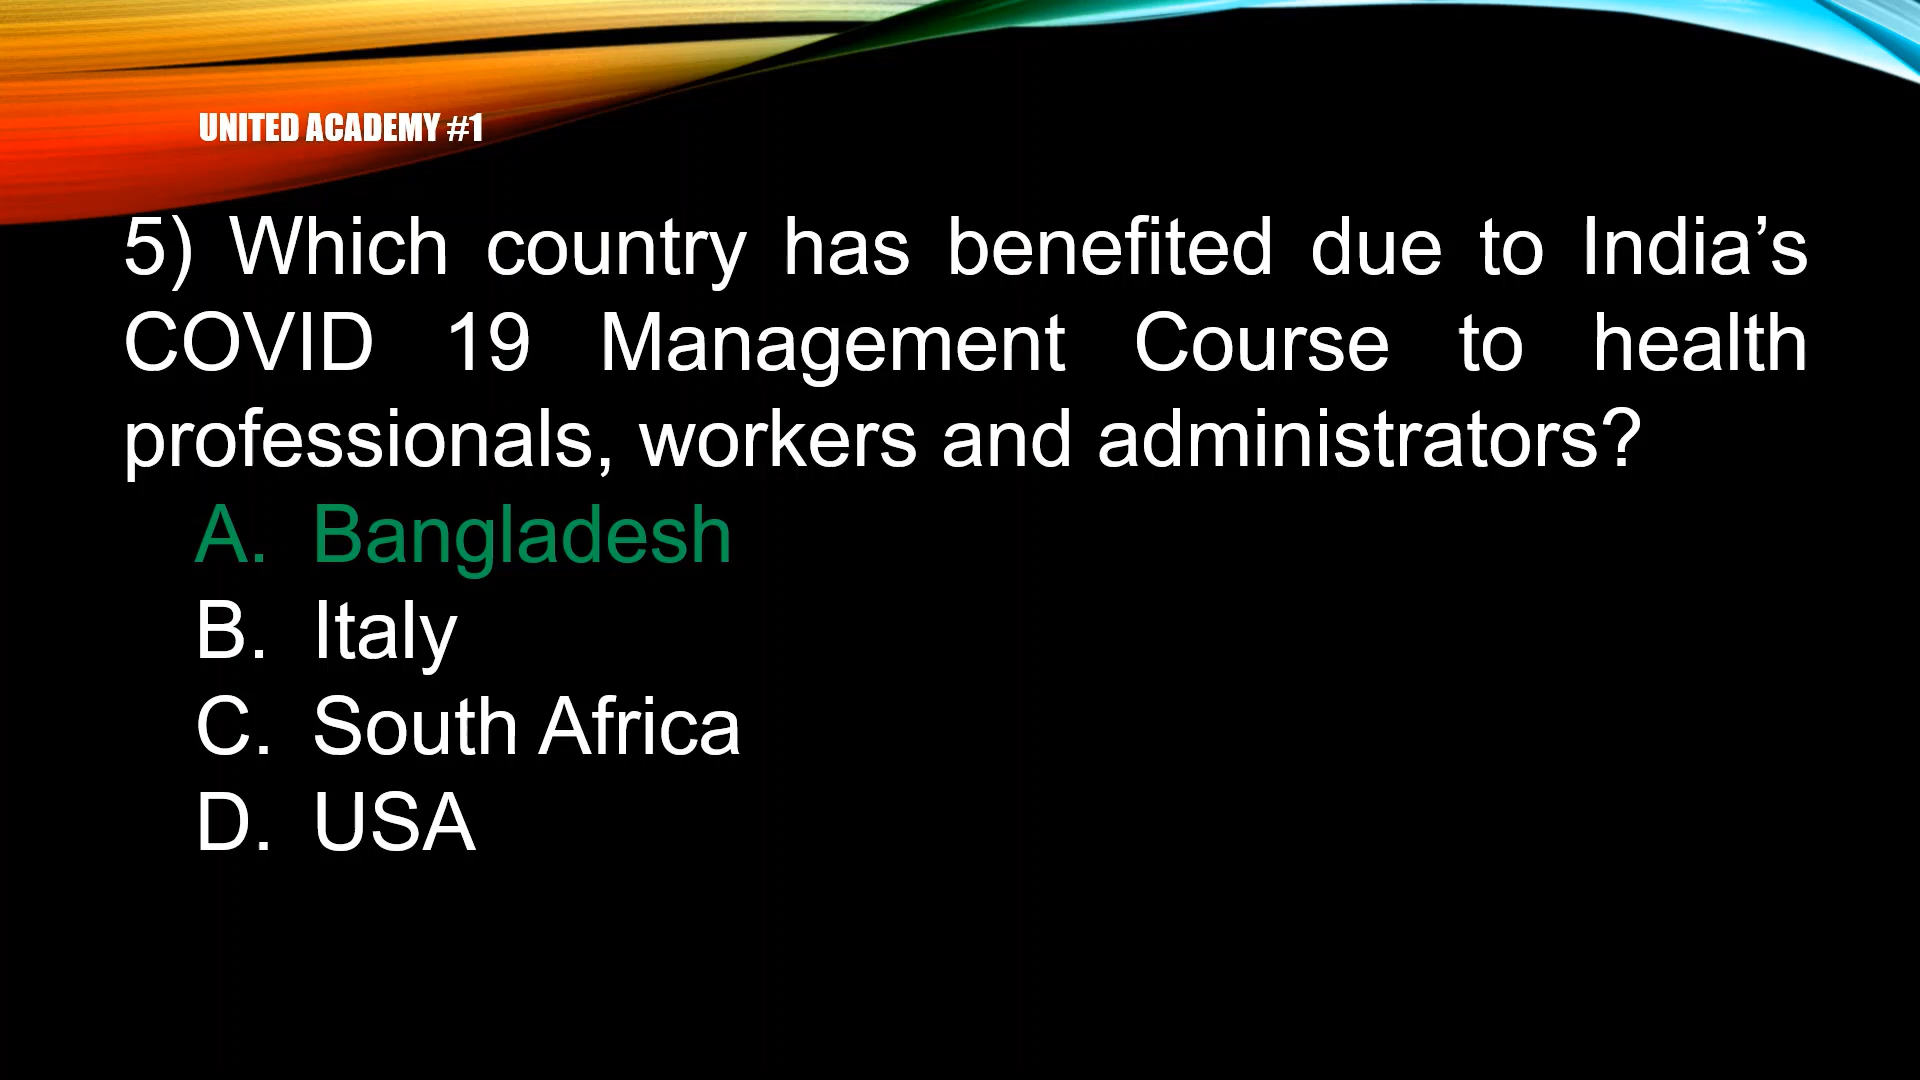 UNITED ACADEMY #1
5) Which country has benefited due to India’s
COVID 19 Management Course to health
professionals, workers and administrators?
A. Bangladesh
B. Italy
C. South Africa
D. USA